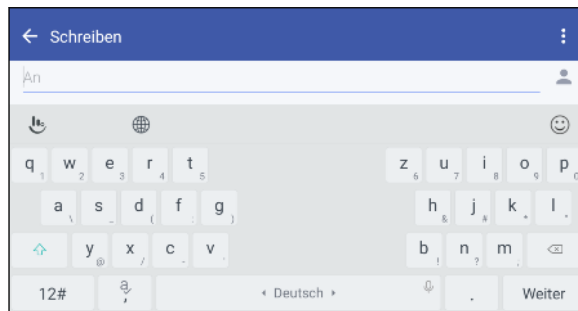 ← Schreiben
An
q 1 w 2 e 3 r 4 t 5 z 6 u 7 i 8 o 9 p 0
a \ s _ d ( f : g ) h & j # k * l
y @ x / c - v b ! n ? m ;
12# a , Deutsch . Weiter